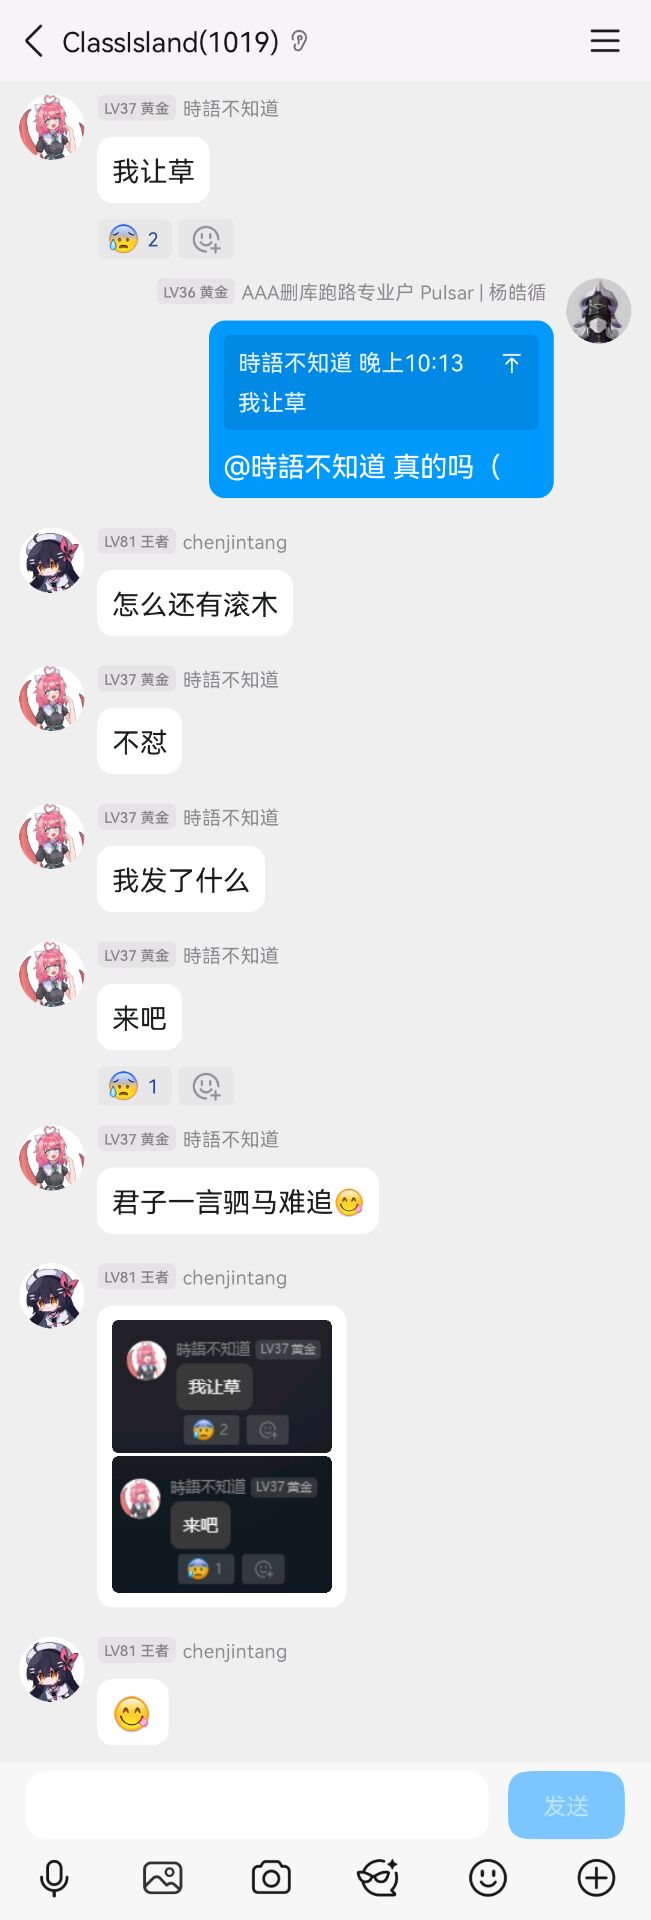 ClassIsland(1019)
LV37 黄金 時語不知道
我让草
2
LV36 黄金 AAA删库跑路专业户 Pulsar | 杨皓循
時語不知道 晚上10:13
我让草
@時語不知道 真的吗（
LV81 王者 chenjintang
怎么还有滚木
LV37 黄金 時語不知道
不怼
LV37 黄金 時語不知道
我发了什么
LV37 黄金 時語不知道
来吧
1
LV37 黄金 時語不知道
君子一言驷马难追😋
LV81 王者 chenjintang
時語不知道 LV37 黄金
我让草
2
時語不知道 LV37 黄金
来吧
1
LV81 王者 chenjintang
😋
发送